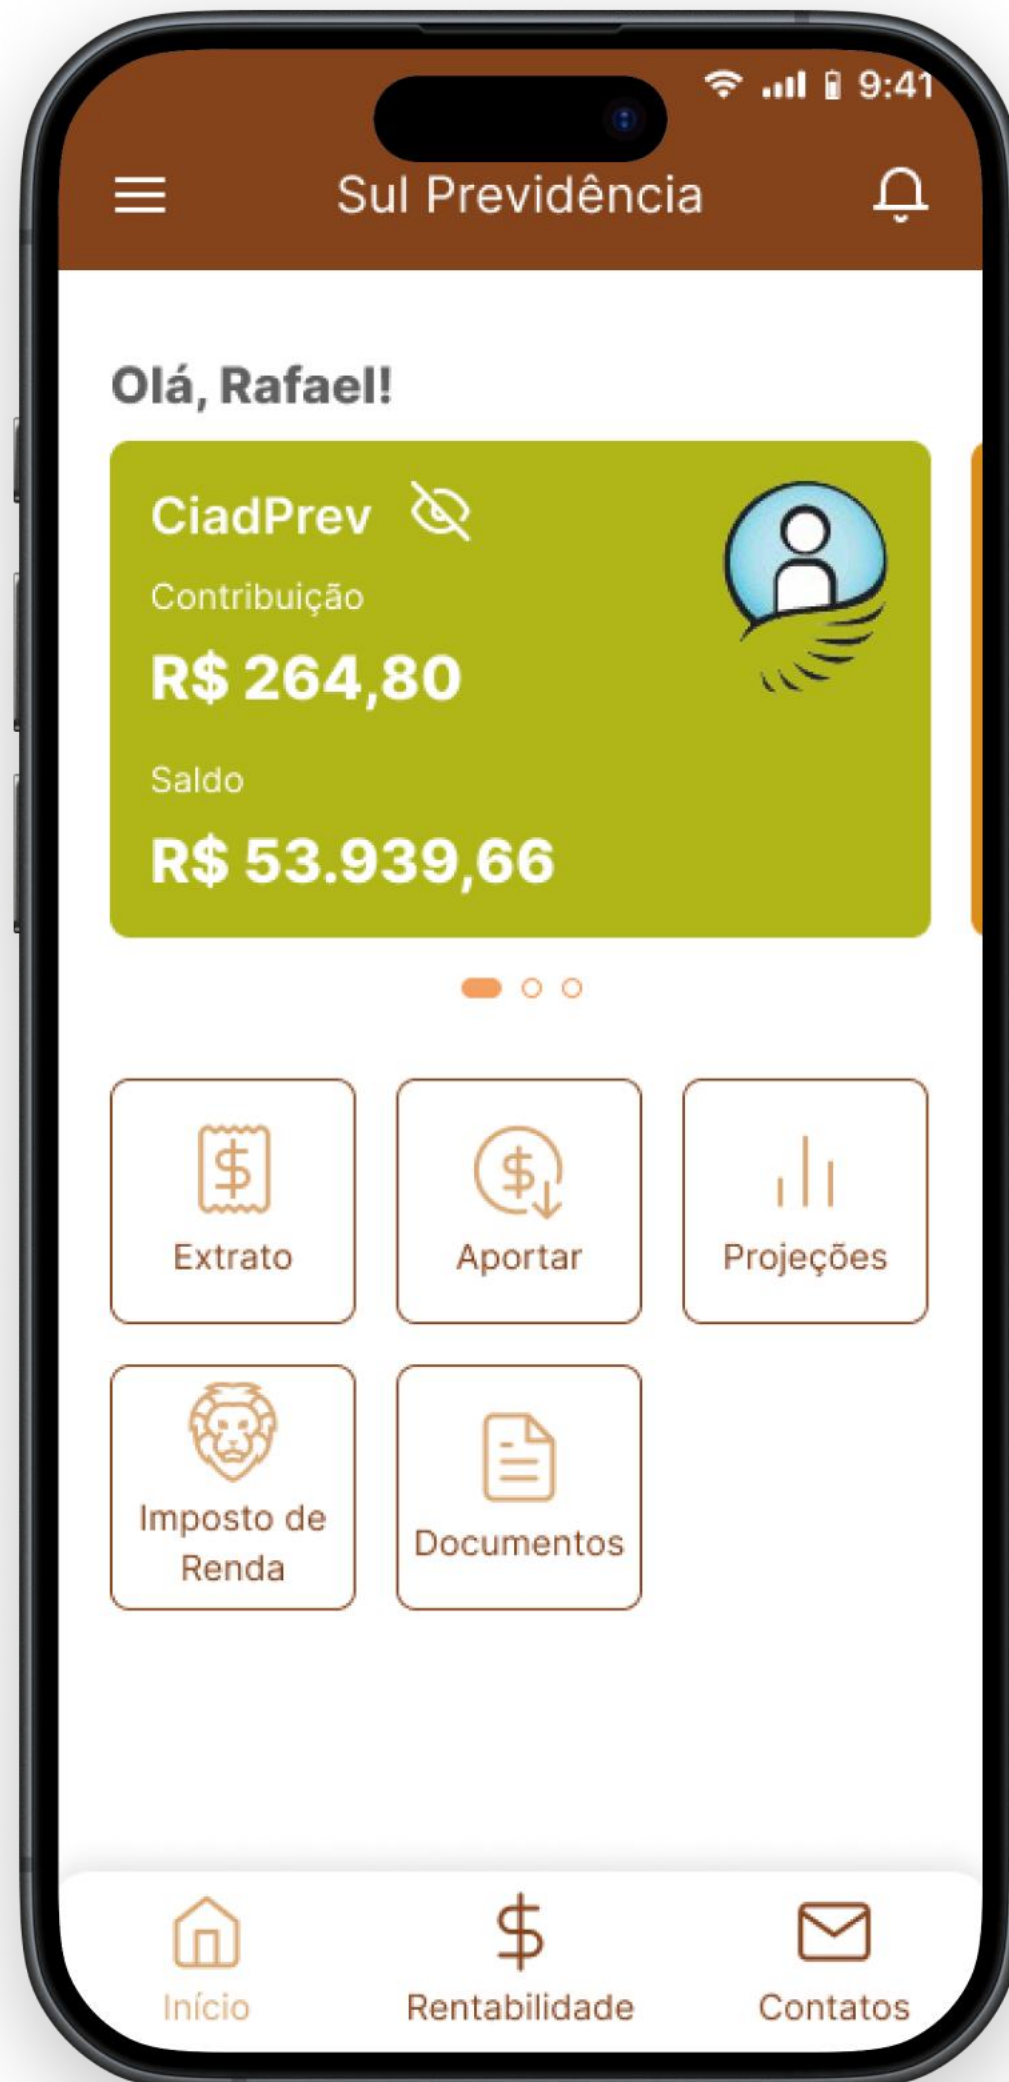 9:41
Sul Previdência
Olá, Rafael!
CiadPrev
Contribuição
R$ 264,80
Saldo
R$ 53.939,66
$
$
Extrato
Aportar
Projeções
Imposto de
Renda
Documentos
$
Início
Rentabilidade
Contatos